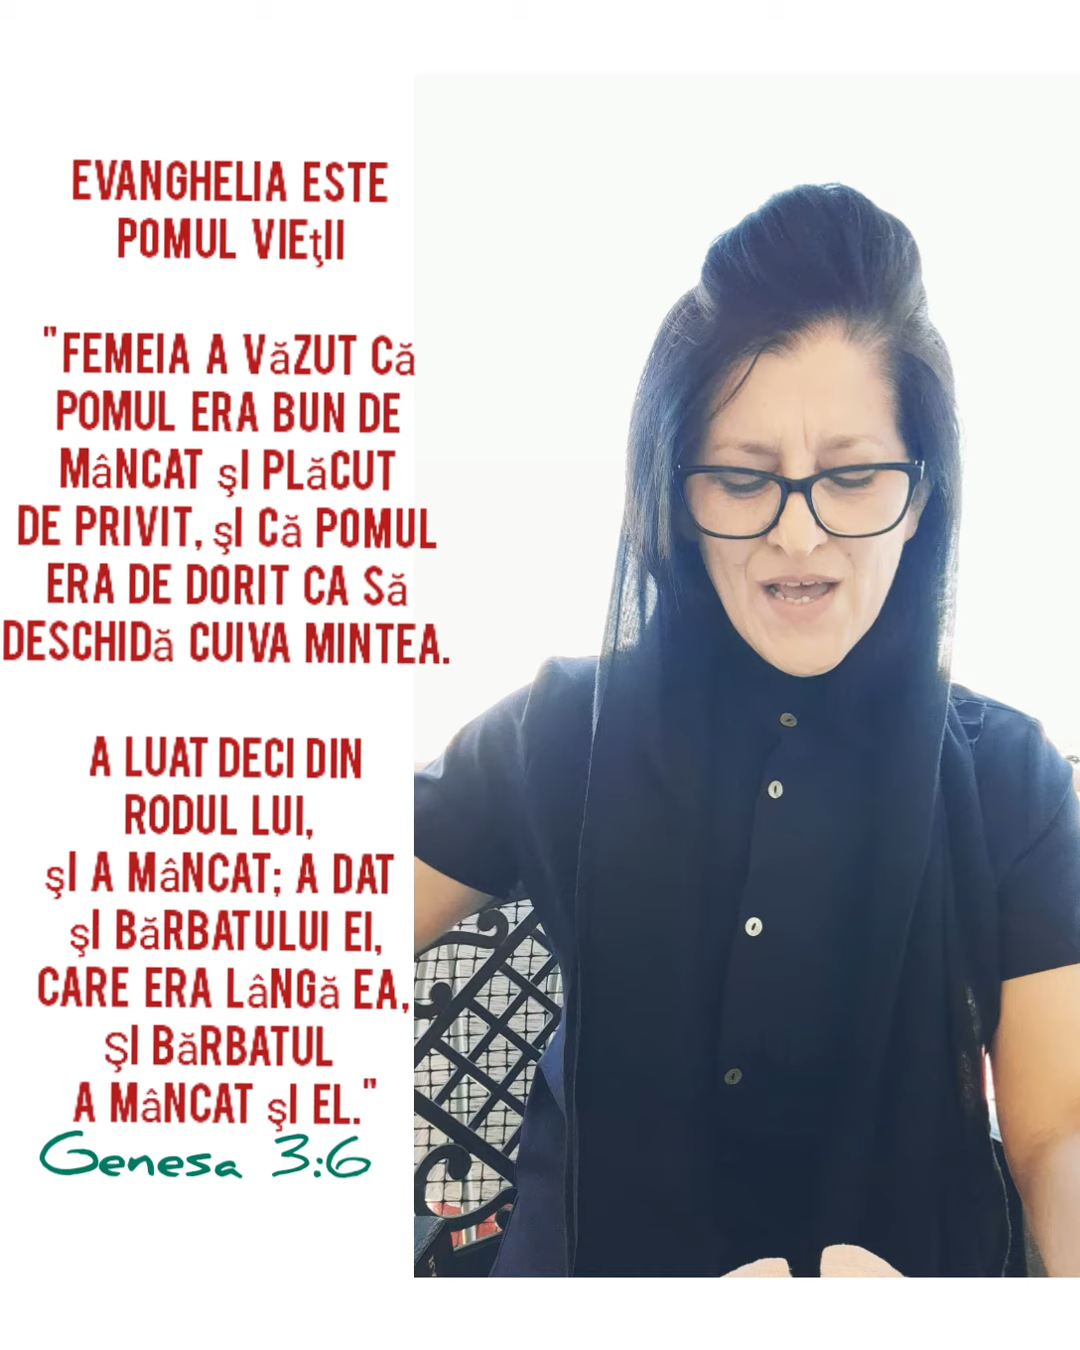 EVANGHELIA ESTE
POMUL VIEţII
"FEMEIA A VăZUT Că
POMUL ERA BUN DE
MâNCAT şI PLăCUT
DE PRIVIT, şI Că POMUL
ERA DE DORIT CA Să
DESCHIDă CUIVA MINTEA.
A LUAT DECI DIN
RODUL LUI,
şI A MâNCAT; A DAT
şI BăRBATULUI EI,
CARE ERA LâNGă EA,
ŞI BăRBATUL
A MâNCAT şI EL."
Genesa 3:6